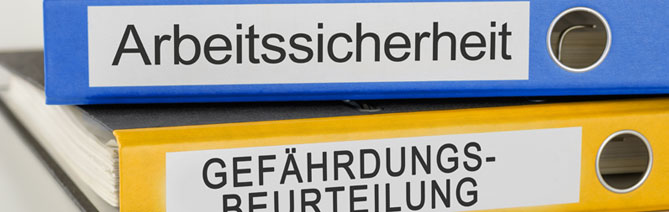 Arbeitssicherheit
GEFÄHRDUNGS-
BEURTEILUNG